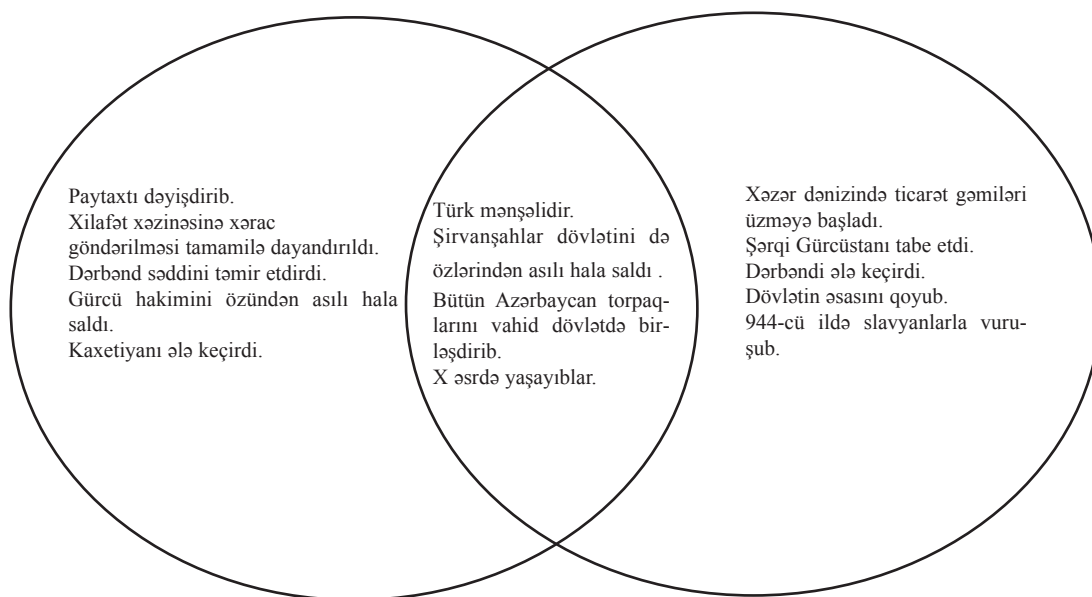 Paytaxtı dəyişdirib.
Xilafət xəzinəsinə xərac
göndərilməsi tamamilə dayandırıldı.
Dərbənd səddini təmir etdirdi.
Gürcü hakimini özündən asılı hala
saldı.
Kaxetiyanı ələ keçirdi.
Türk mənşəlidir.
Şirvanşahlar dövlətini də
özlərindən asılı hala saldı .
Bütün Azərbaycan torpaq-
larını vahid dövlətdə bir-
ləşdirib.
X əsrdə yaşayıblar.
Xəzər dənizində ticarət gəmiləri
üzməyə başladı.
Şərqi Gürcüstanı tabe etdi.
Dərbəndi ələ keçirdi.
Dövlətin əsasını qoyub.
944-cü ildə slavyanlarla vuru-
şub.